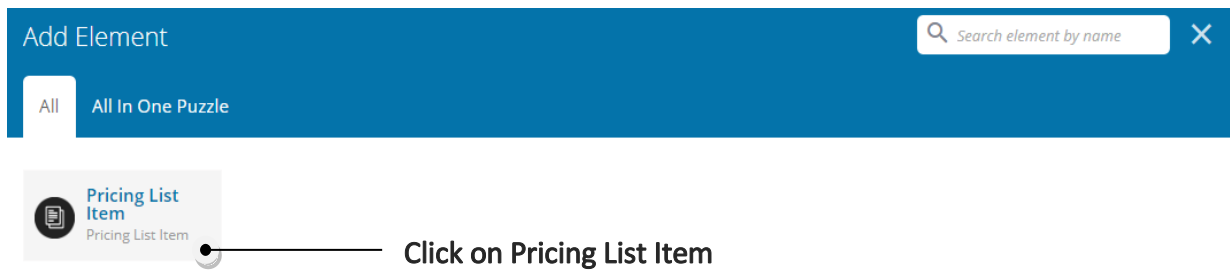 Add Element
Search element by name
All
All In One Puzzle
Pricing List
Item
Pricing List Item
Click on Pricing List Item